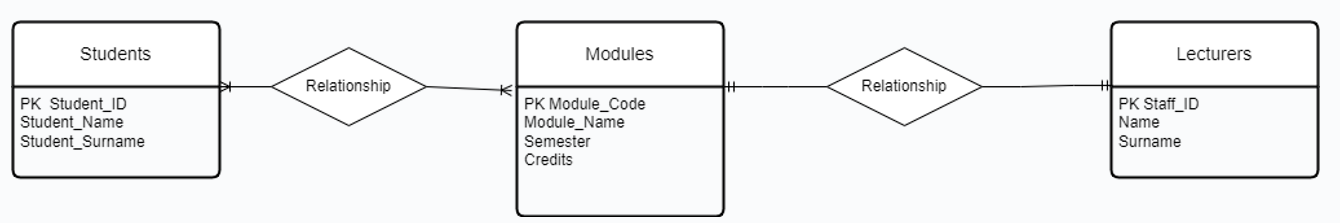 Students
PK  Student_ID
Student_Name
Student_Surname
Relationship
Modules
PK Module_Code
Module_Name
Semester
Credits
Relationship
Lecturers
PK Staff_ID
Name
Surname